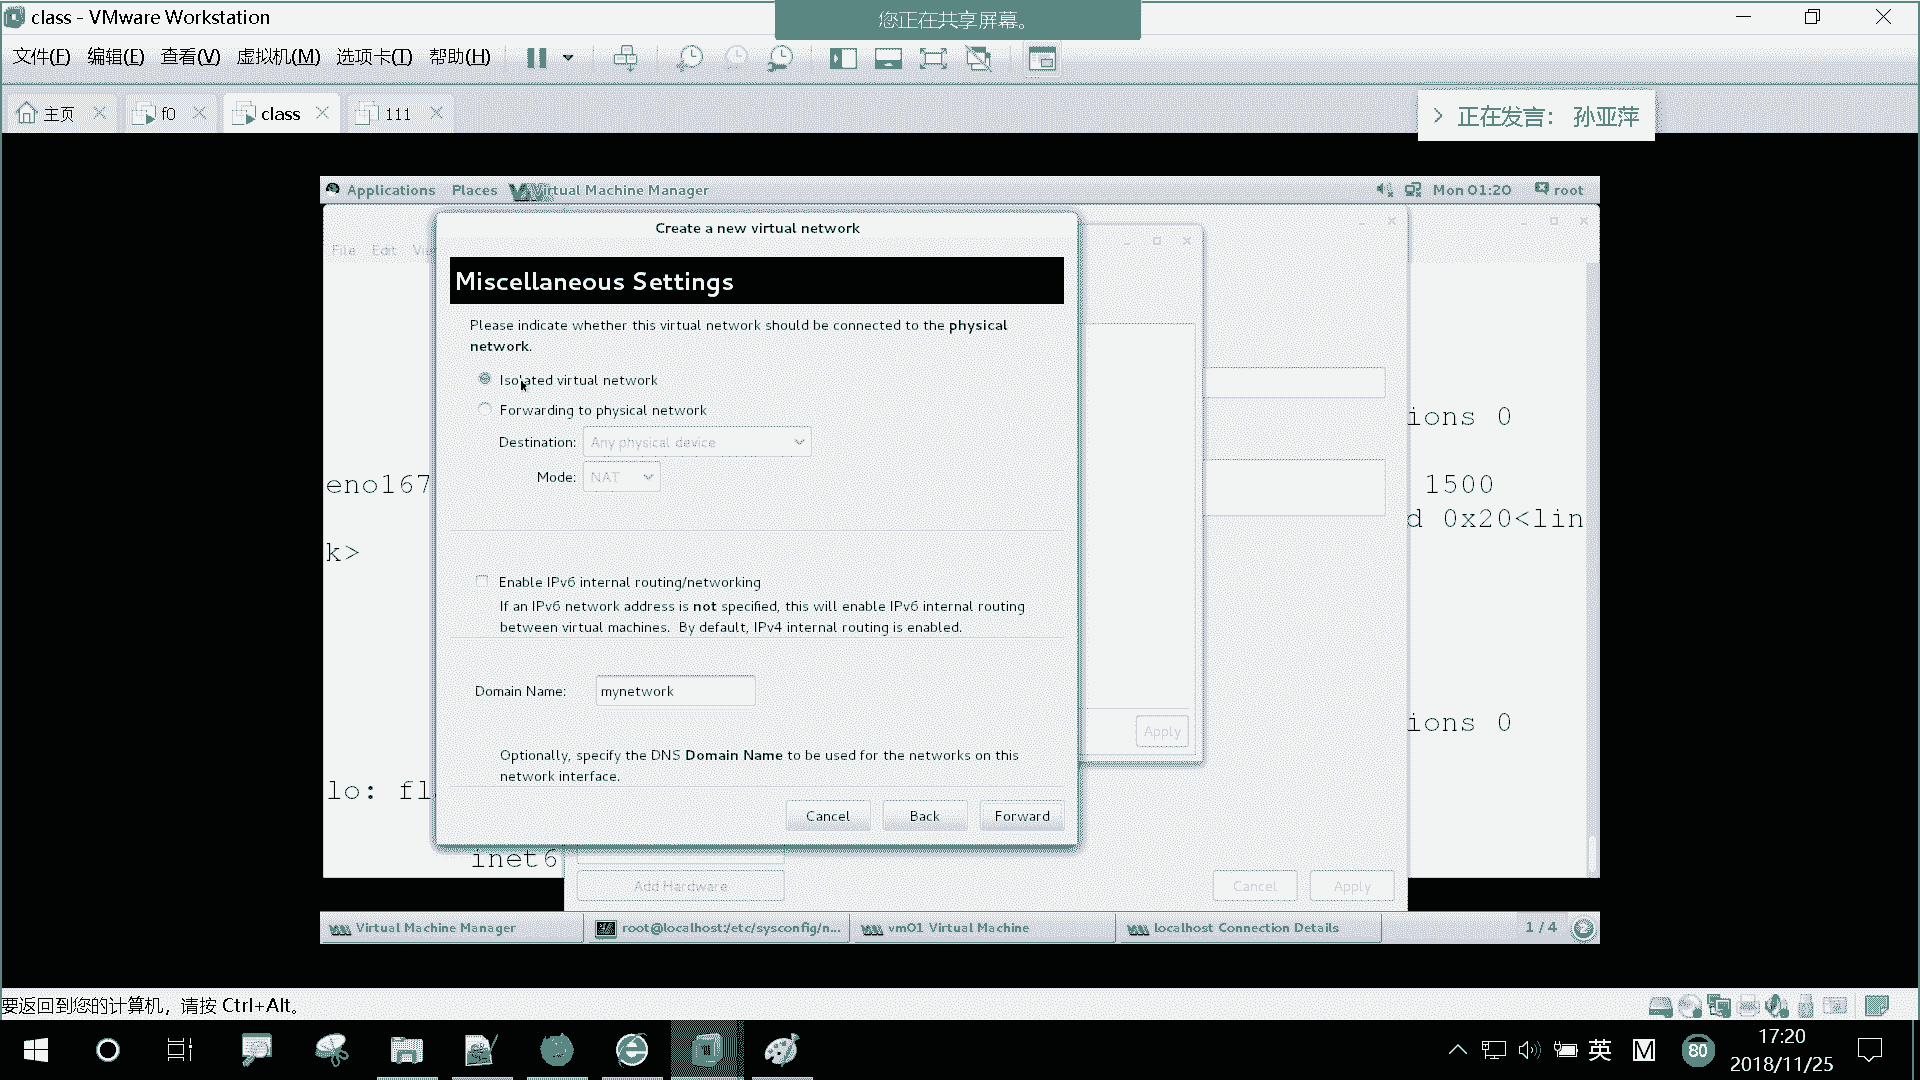 class - VMware Workstation
您正在共享屏幕。
文件(F) 编辑(E) 查看(V) 虚拟机(M) 选项卡(T) 帮助(H)
主页
f0
class
111
正在发言： 孙亚萍
Applications Places Virtual Machine Manager
Mon 01:20 root
Create a new virtual network
File Edit
Miscellaneous Settings
Please indicate whether this virtual network should be connected to the physical
network.
Isolated virtual network
Forwarding to physical network
Destination: Any physical device
Mode: NAT
ions 0
eno167
1500
d 0x20<lin
k>
Enable IPv6 internal routing/networking
If an IPv6 network address is not specified, this will enable IPv6 internal routing
between virtual machines. By default, IPv4 internal routing is enabled.
Domain Name: mynetwork
ions 0
Apply
Optionally, specify the DNS Domain Name to be used for the networks on this
network interface.
lo: fl
Cancel Back Forward
inet6
Add Hardware
Cancel Apply
Virtual Machine Manager
root@localhost:/etc/sysconfig/n...
vm01 Virtual Machine
localhost Connection Details
1 / 4
要返回到您的计算机，请按 Ctrl+Alt。
英
M
80
17:20
2018/11/25